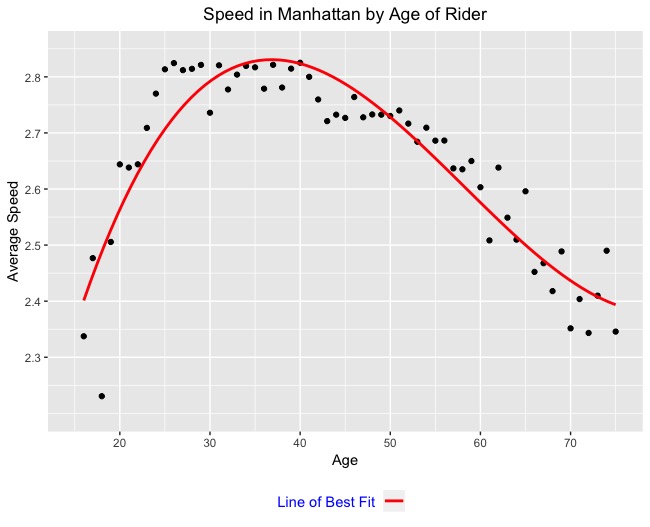 Speed in Manhattan by Age of Rider
Average Speed
2.8
2.7
2.6
2.5
2.4
2.3
20 30 40 50 60 70
Age
Line of Best Fit